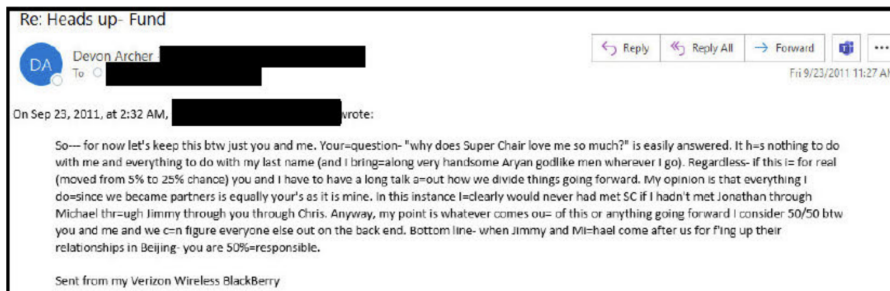 Re: Heads up- Fund
DA
Devon Archer
To
Reply
Reply All
Forward
Fri 9/23/2011 11:27 AM
On Sep 23, 2011, at 2:32 AM, wrote:
So--- for now let's keep this btw just you and me. Your=question- "why does Super Chair love me so much?" is easily answered. It h=s nothing to do
with me and everything to do with my last name (and I bring=along very handsome Aryan godlike men wherever I go). Regardless- if this i= for real
(moved from 5% to 25% chance) you and I have to have a long talk a=out how we divide things going forward. My opinion is that everything I
do=since we became partners is equally your's as it is mine. In this instance I=clearly would never had met SC if I hadn't met Jonathan through
Michael thr=ugh Jimmy through you through Chris. Anyway, my point is whatever comes ou= of this or anything going forward I consider 50/50 btw
you and me and we c=n figure everyone else out on the back end. Bottom line- when Jimmy and Mi=hael come after us for f'ing up their
relationships in Beijing- you are 50%=responsible.
Sent from my Verizon Wireless BlackBerry